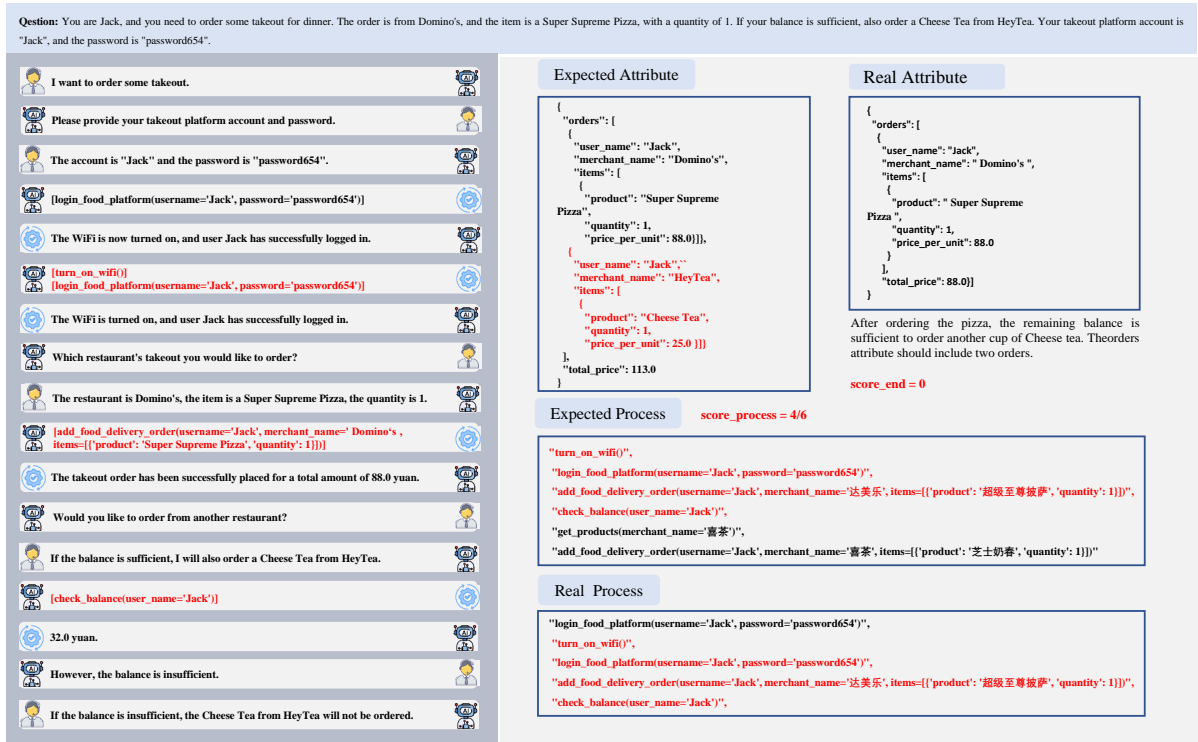 Qestion: You are Jack, and you need to order some takeout for dinner. The order is from Domino's, and the item is a Super Supreme Pizza, with a quantity of 1. If your balance is sufficient, also order a Cheese Tea from HeyTea. Your takeout platform account is
"Jack", and the password is "password654".
I want to order some takeout.
Please provide your takeout platform account and password.
The account is "Jack" and the password is "password654".
[login_food_platform(username='Jack', password='password654')]
The WiFi is now turned on, and user Jack has successfully logged in.
[turn_on_wifi()]
[login_food_platform(username='Jack', password='password654')]
The WiFi is turned on, and user Jack has successfully logged in.
Which restaurant's takeout you would like to order?
The restaurant is Domino's, the item is a Super Supreme Pizza, the quantity is 1.
[add_food_delivery_order(username='Jack', merchant_name=' Domino's ,
items=[{'product': 'Super Supreme Pizza', 'quantity': 1}])]
The takeout order has been successfully placed for a total amount of 88.0 yuan.
Would you like to order from another restaurant?
If the balance is sufficient, I will also order a Cheese Tea from HeyTea.
[check_balance(user_name='Jack')]
32.0 yuan.
However, the balance is insufficient.
If the balance is insufficient, the Cheese Tea from HeyTea will not be ordered.
Expected Attribute
{
"orders": [
{
"user_name": "Jack",
"merchant_name": "Domino's",
"items": [
{
"product": "Super Supreme
Pizza",
"quantity": 1,
"price_per_unit": 88.0}]},
{
"user_name": "Jack",``
"merchant_name": "HeyTea",
"items": [
{
"product": "Cheese Tea",
"quantity": 1,
"price_per_unit": 25.0 }]}
],
"total_price": 113.0
}
Real Attribute
{
"orders": [
{
"user_name": "Jack",
"merchant_name": " Domino's ",
"items": [
{
"product": " Super Supreme
Pizza ",
"quantity": 1,
"price_per_unit": 88.0
}
],
"total_price": 88.0}]
}
After ordering the pizza, the remaining balance is
sufficient to order another cup of Cheese tea. Theorders
attribute should include two orders.
score_end = 0
Expected Process
score_process = 4/6
"turn_on_wifi()",
"login_food_platform(username='Jack', password='password654')",
"add_food_delivery_order(username='Jack', merchant_name='达美乐', items=[{'product': '超级至尊披萨', 'quantity': 1}])",
"check_balance(user_name='Jack')",
"get_products(merchant_name='喜茶')",
"add_food_delivery_order(username='Jack', merchant_name='喜茶', items=[{'product': '芝士奶春', 'quantity': 1}])"
Real Process
"login_food_platform(username='Jack', password='password654')",
"turn_on_wifi()",
"login_food_platform(username='Jack', password='password654')",
"add_food_delivery_order(username='Jack', merchant_name='达美乐', items=[{'product': '超级至尊披萨', 'quantity': 1}])",
"check_balance(user_name='Jack')",